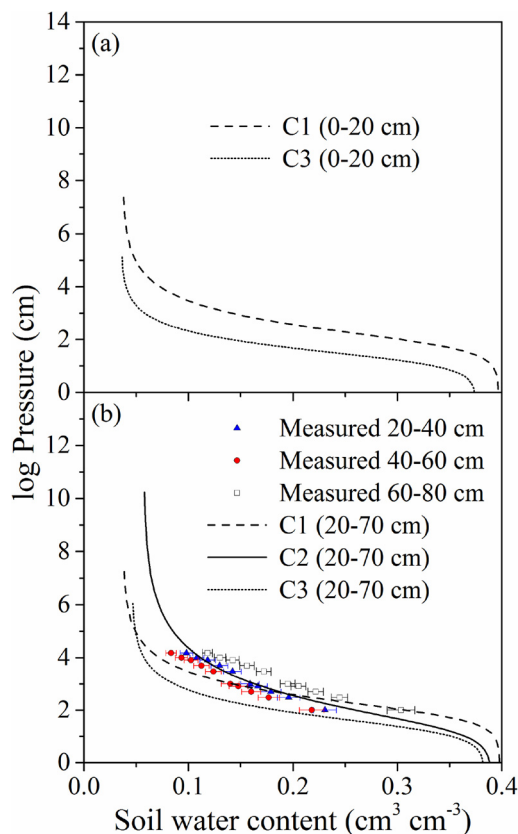 14
(a)
12
10
C1 (0-20 cm)
C3 (0-20 cm)
8
6
4
2
0
log Pressure (cm)
(b)
12
Measured 20-40 cm
Measured 40-60 cm
Measured 60-80 cm
10
C1 (20-70 cm)
C2 (20-70 cm)
C3 (20-70 cm)
8
6
4
2
0
0.0 0.1 0.2 0.3 0.4
Soil water content (cm³ cm⁻³)